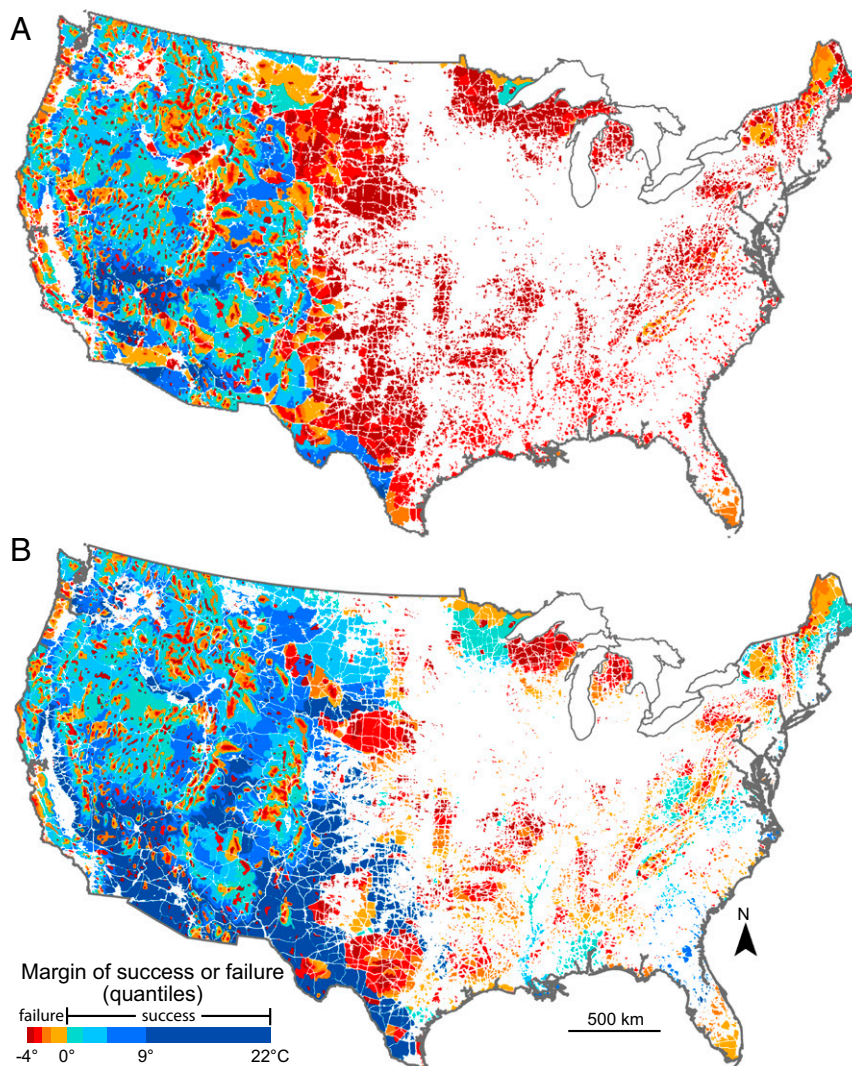 A
B
N
Margin of success or failure
(quantiles)
failure success
-4° 0° 9° 22°C
500 km